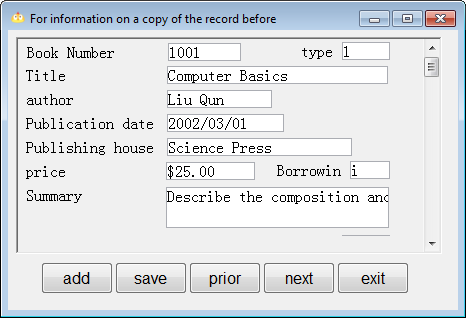 For information on a copy of the record before
Book Number 1001 type 1
Title Computer Basics
author Liu Qun
Publication date 2002/03/01
Publishing house Science Press
price $25.00 Borrowin i
Summary Describe the composition and
add save prior next exit